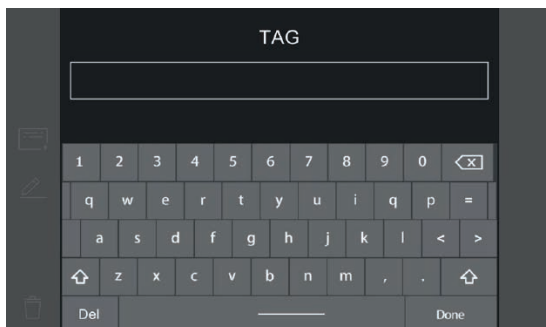 TAG
1 2 3 4 5 6 7 8 9 0
q w e r t y u i q p =
a s d f g h j k l < >
z x c v b n m , .
Del Done